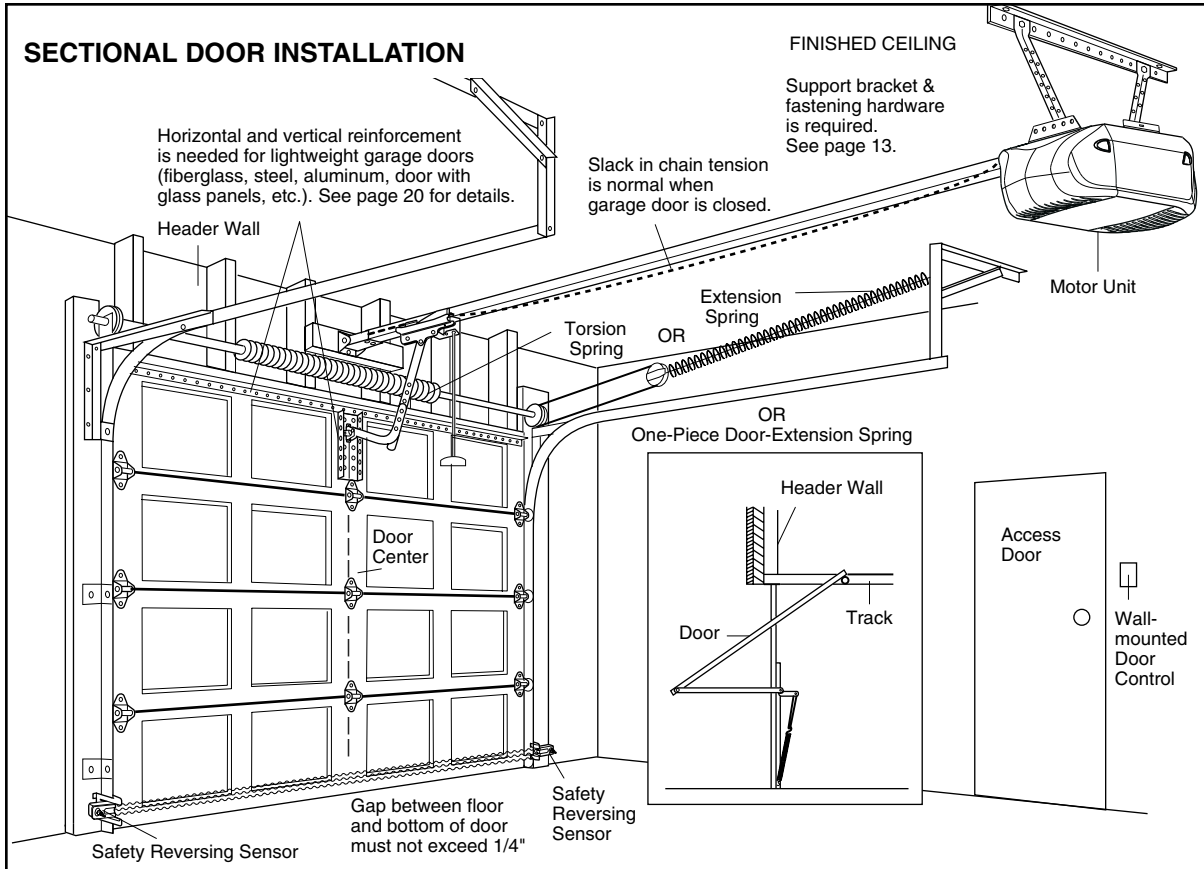 SECTIONAL DOOR INSTALLATION
FINISHED CEILING
Support bracket &
fastening hardware
is required.
See page 13.
Horizontal and vertical reinforcement
is needed for lightweight garage doors
(fiberglass, steel, aluminum, door with
glass panels, etc.). See page 20 for details.
Slack in chain tension
is normal when
garage door is closed.
Header Wall
Motor Unit
Extension
Spring
Torsion
Spring
OR
OR
One-Piece Door-Extension Spring
Header Wall
Door
Center
Access
Door
Track
Door
Wall-
mounted
Door
Control
Gap between floor
and bottom of door
must not exceed 1/4"
Safety
Reversing
Sensor
Safety Reversing Sensor